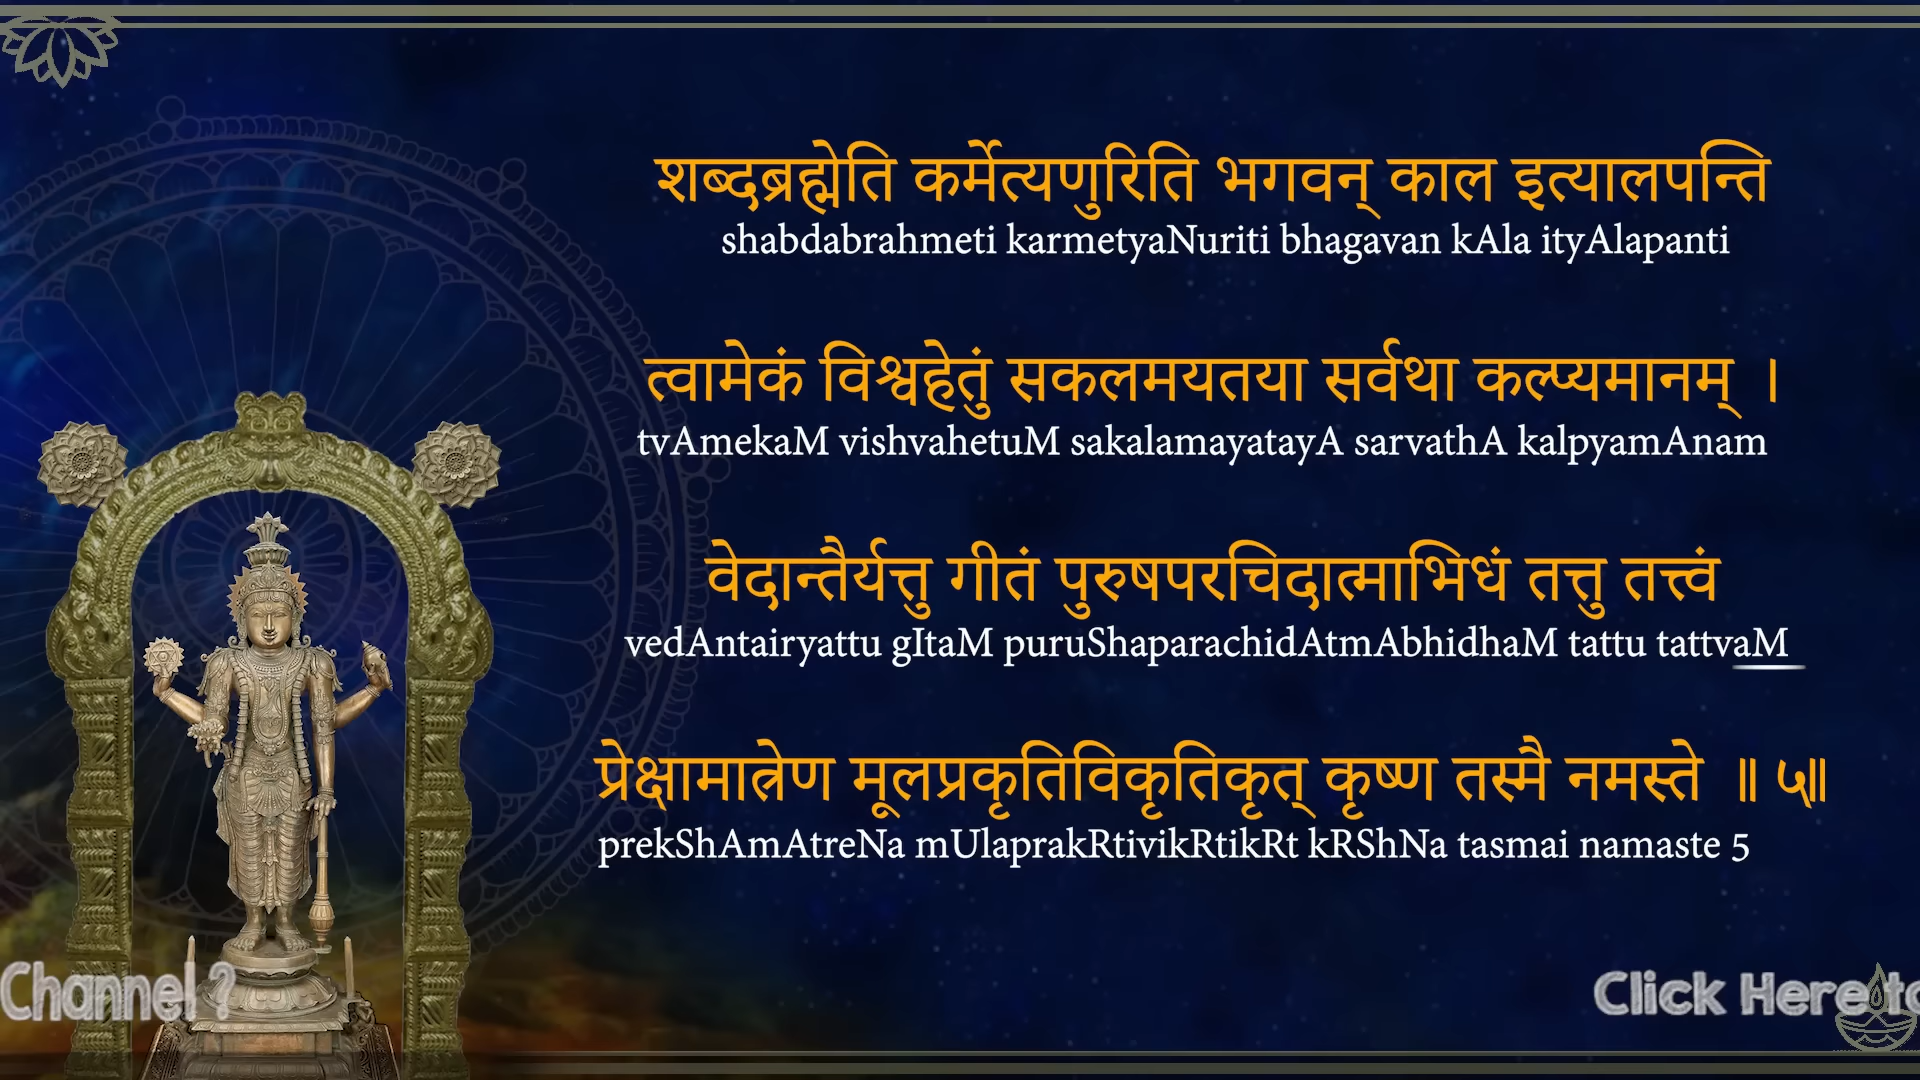 शब्दब्रह्मेति कर्मेत्यणुरिति भगवन् काल इत्यालपन्ति
shabdabrahmeti karmetyaNuriti bhagavan kAla ityAlapanti
त्वामेकं विश्वहेतुं सकलमयतया सर्वथा कल्प्यमानम् ।
tvAmekaM vishvahetuM sakalamayatayA sarvathA kalpyamAnam
वेदान्तैर्यत्तु गीतं पुरुषपरचिदात्माभिधं तत्तु तत्त्वं
vedAntairyattu gItaM puruShaparachidAtmAbhidhaM tattu tattvaM
प्रेक्षामात्रेण मूलप्रकृतिविकृतिकृत् कृष्ण तस्मै नमस्ते ॥ ५॥
prekShAmAtreNa mUlaprakRtivikRtikRt kRShNa tasmai namaste 5
Channel ? Click Here to